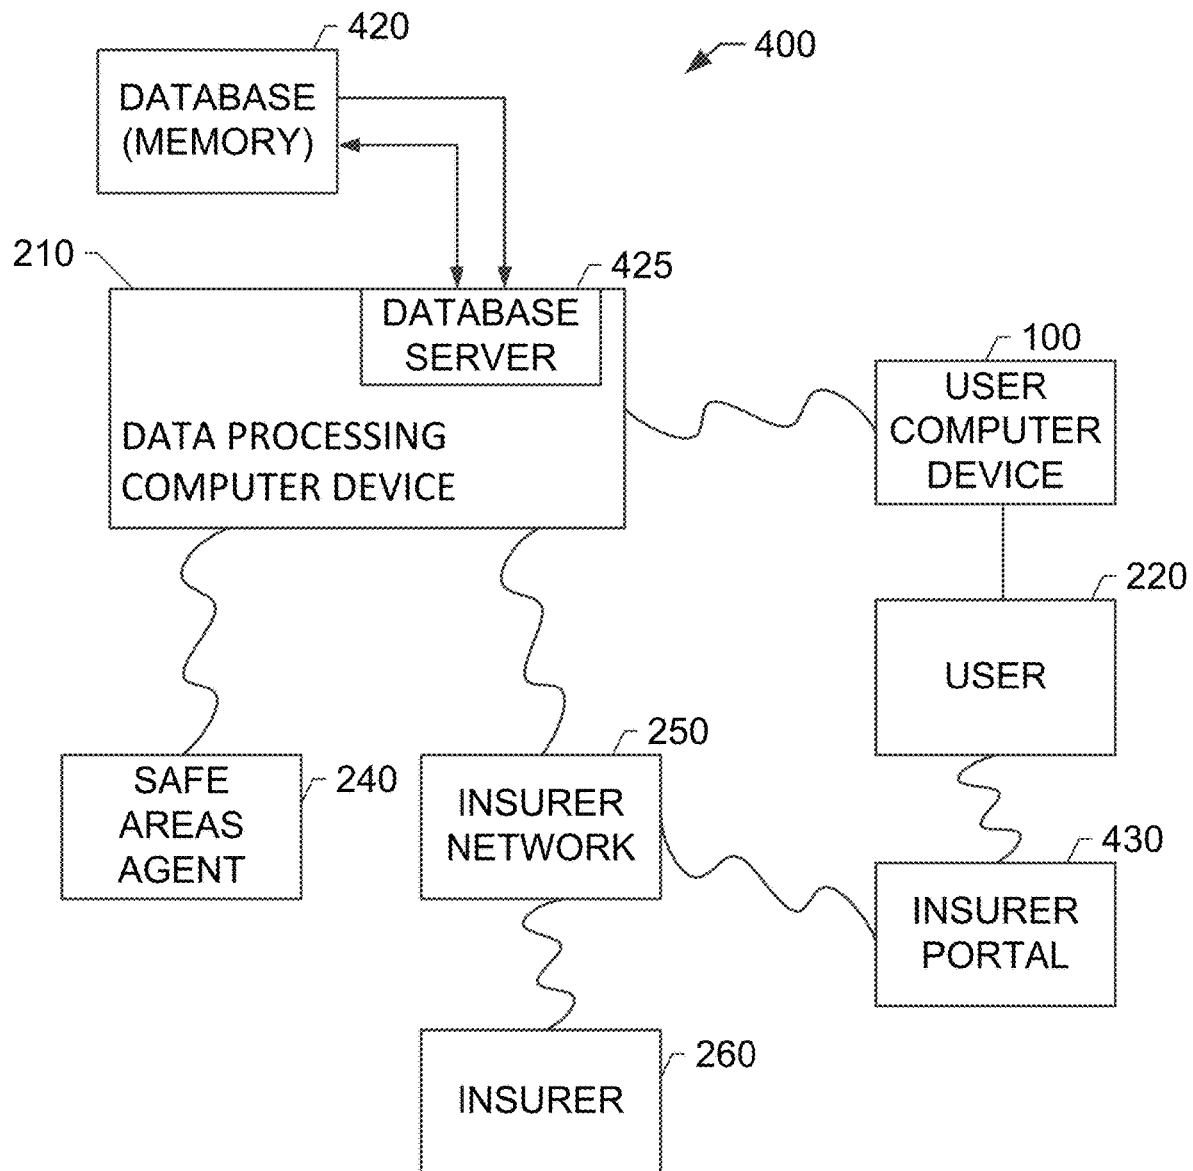 420
400
DATABASE
(MEMORY)
210
425
DATABASE
SERVER
100
USER
COMPUTER
DEVICE
DATA PROCESSING
COMPUTER DEVICE
220
USER
250
240
SAFE
AREAS
AGENT
INSURER
NETWORK
430
INSURER
PORTAL
260
INSURER